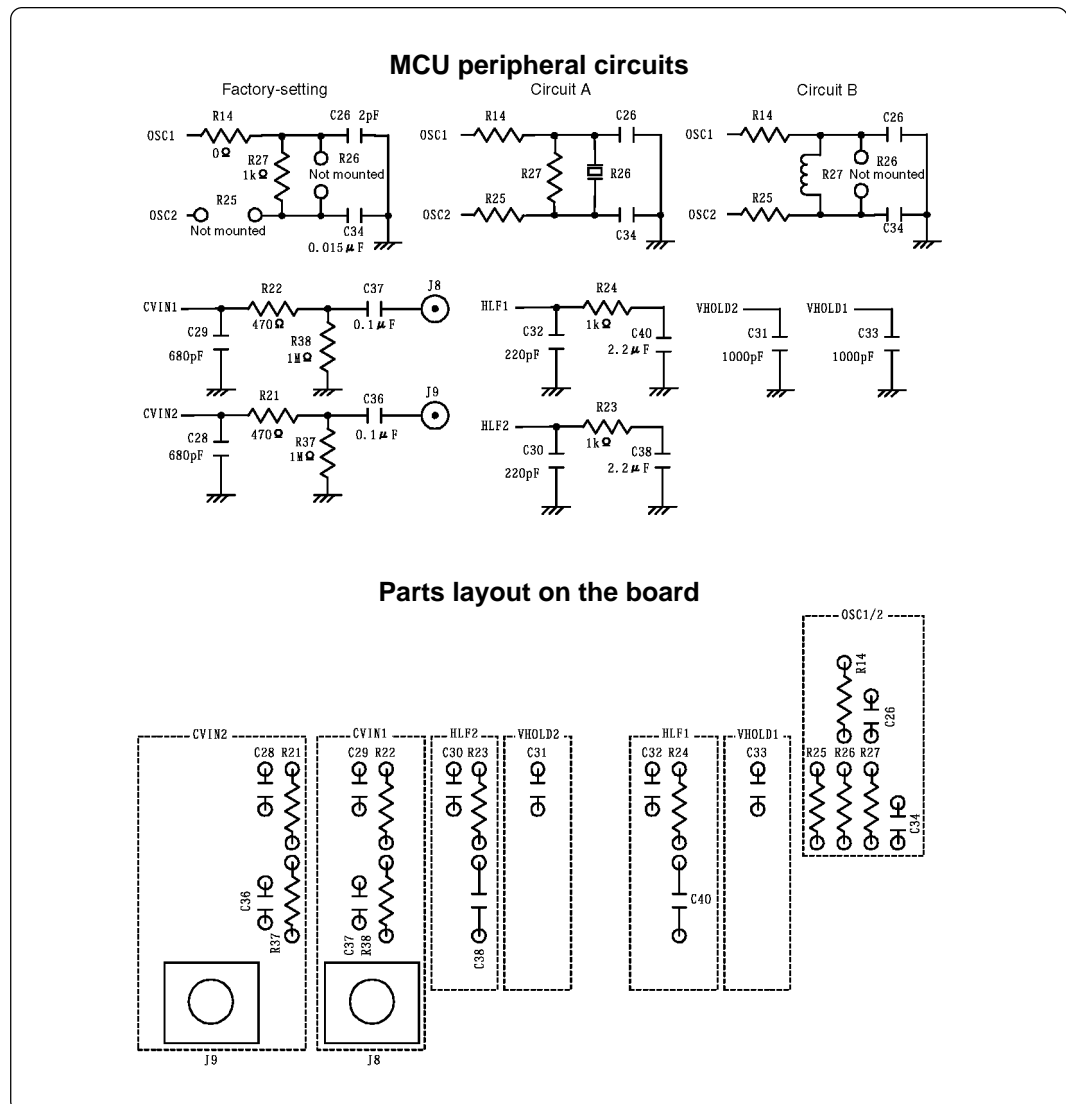 MCU peripheral circuits
Factory-setting
Circuit A
Circuit B
R14
C26 2pF
OSC1
0Ω
R27
1kΩ
R26
Not mounted
R25
OSC2
Not mounted
C34
0.015μF
R14
C26
OSC1
R27
R26
R25
OSC2
C34
R14
C26
OSC1
R27
R26
Not mounted
R25
OSC2
C34
CVIN1
R22
C37
J8
C29
470Ω
0.1μF
680pF
R38
1MΩ
CVIN2
R21
C36
J9
C28
470Ω
0.1μF
680pF
R37
1MΩ
HLF1
R24
C32
1kΩ
C40
220pF
2.2μF
HLF2
R23
C30
1kΩ
C38
220pF
2.2μF
VHOLD2
C31
1000pF
VHOLD1
C33
1000pF
Parts layout on the board
OSC1/2
R14
C26
R25 R26 R27
C34
CVIN2
C28 R21
C36
R37
J9
CVIN1
C29 R22
C37
R38
J8
HLF2
C30 R23
C38
VHOLD2
C31
HLF1
C32 R24
C40
VHOLD1
C33